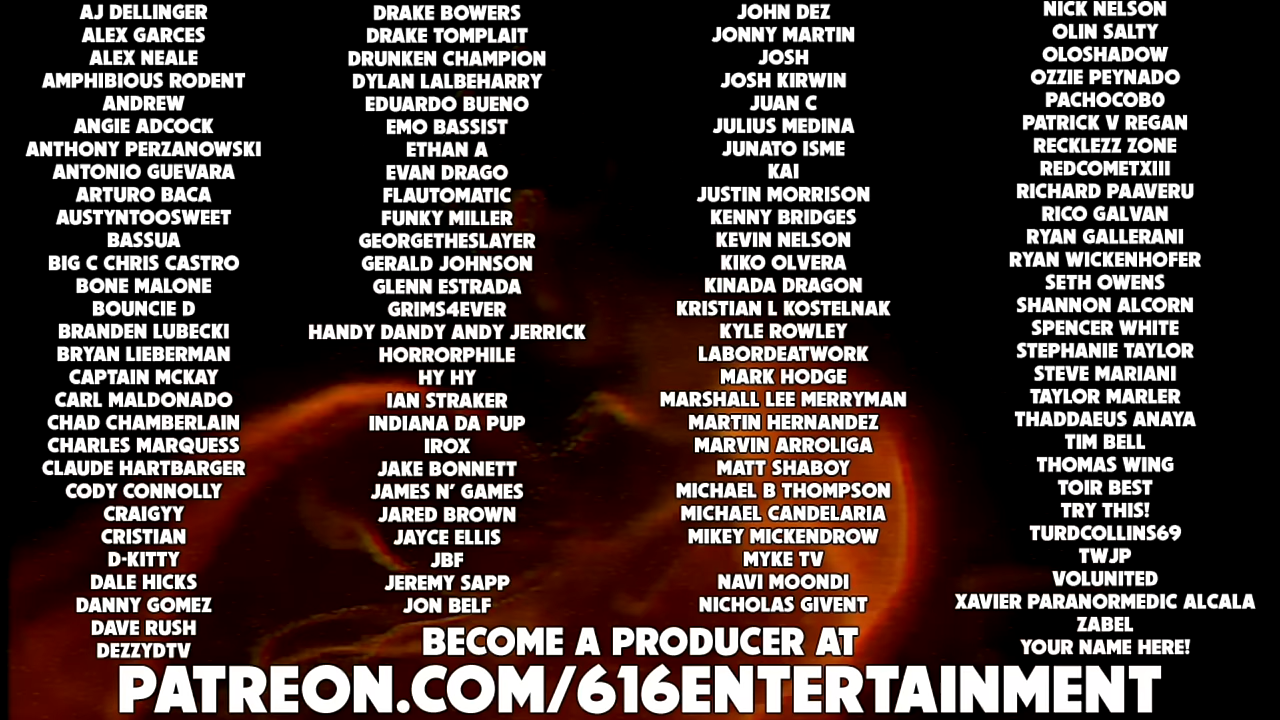 AJ DELLINGER
ALEX GARCES
ALEX NEALE
AMPHIBIOUS RODENT
ANDREW
ANGIE ADCOCK
ANTHONY PERZANOWSKI
ANTONIO GUEVARA
ARTURO BACA
AUSTYNTOOSWEET
BASSUA
BIG C CHRIS CASTRO
BONE MALONE
BOUNCIE D
BRANDEN LUBECKI
BRYAN LIEBERMAN
CAPTAIN MCKAY
CARL MALDONADO
CHAD CHAMBERLAIN
CHARLES MARQUESS
CLAUDE HARTBARGER
CODY CONNOLLY
CRAIGYY
CRISTIAN
D-KITTY
DALE HICKS
DANNY GOMEZ
DAVE RUSH
DEZZYDTV
DRAKE BOWERS
DRAKE TOMPLAIT
DRUNKEN CHAMPION
DYLAN LALBEHARRY
EDUARDO BUENO
EMO BASSIST
ETHAN A
EVAN DRAGO
FLAUTOMATIC
FUNKY MILLER
GEORGETHESLAYER
GERALD JOHNSON
GLENN ESTRADA
GRIMS4EVER
HANDY DANDY ANDY JERRICK
HORRORPHILE
HY HY
IAN STRAKER
INDIANA DA PUP
IROX
JAKE BONNETT
JAMES N' GAMES
JARED BROWN
JAYCE ELLIS
JBF
JEREMY SAPP
JON BELF
JOHN DEZ
JONNY MARTIN
JOSH
JOSH KIRWIN
JUAN C
JULIUS MEDINA
JUNATO ISME
KAI
JUSTIN MORRISON
KENNY BRIDGES
KEVIN NELSON
KIKO OLVERA
KINADA DRAGON
KRISTIAN L KOSTELNAK
KYLE ROWLEY
LABORDEATWORK
MARK HODGE
MARSHALL LEE MERRYMAN
MARTIN HERNANDEZ
MARVIN ARROLIGA
MATT SHABOY
MICHAEL B THOMPSON
MICHAEL CANDELARIA
MIKEY MICKENDROW
MYKE TV
NAVI MOONDI
NICHOLAS GIVENT
NICK NELSON
OLIN SALTY
OLOSHADOW
OZZIE PEYNADO
PACHOCOB0
PATRICK V REGAN
RECKLEZZ ZONE
REDCOMETXIII
RICHARD PAAVERU
RICO GALVAN
RYAN GALLERANI
RYAN WICKENHOFER
SETH OWENS
SHANNON ALCORN
SPENCER WHITE
STEPHANIE TAYLOR
STEVE MARIANI
TAYLOR MARLER
THADDAEUS ANAYA
TIM BELL
THOMAS WING
TOIR BEST
TRY THIS!
TURDCOLLINS69
TWJP
VOLUNITED
XAVIER PARANORMEDIC ALCALA
ZABEL
YOUR NAME HERE!
BECOME A PRODUCER AT
PATREON.COM/616ENTERTAINMENT